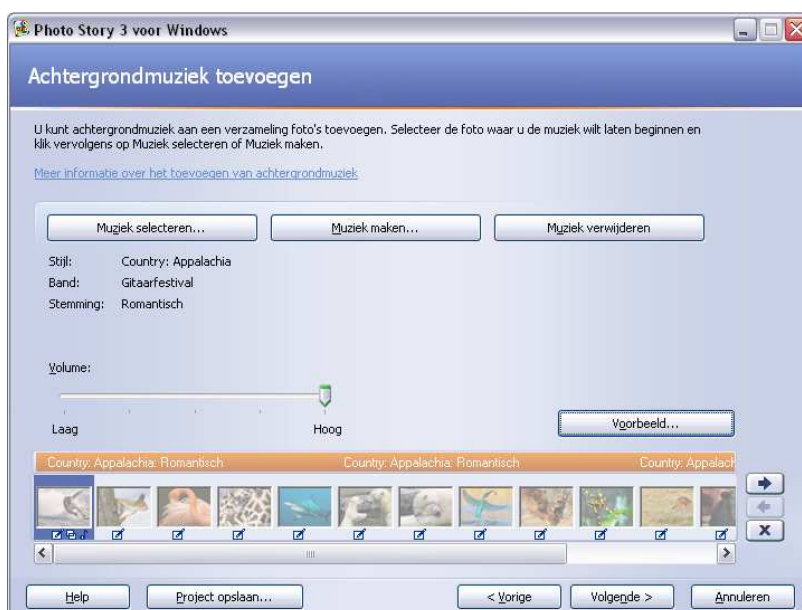 Photo Story 3 voor Windows
Achtergrondmuziek toevoegen
U kunt achtergrondmuziek aan een verzameling foto's toevoegen. Selecteer de foto waar u de muziek wilt laten beginnen en
klik vervolgens op Muziek selecteren of Muziek maken.
Meer informatie over het toevoegen van achtergrondmuziek
Muziek selecteren...
Muziek maken...
Muziek verwijderen
Stijl: Country: Appalachia
Band: Gitaarfestival
Stemming: Romantisch
Volume:
Laag
Hoog
Voorbeeld...
Country: Appalachia: Romantisch
Country: Appalachia: Romantisch
Country: Appalach
Help
Project opslaan...
< Vorige
Volgende >
Annuleren